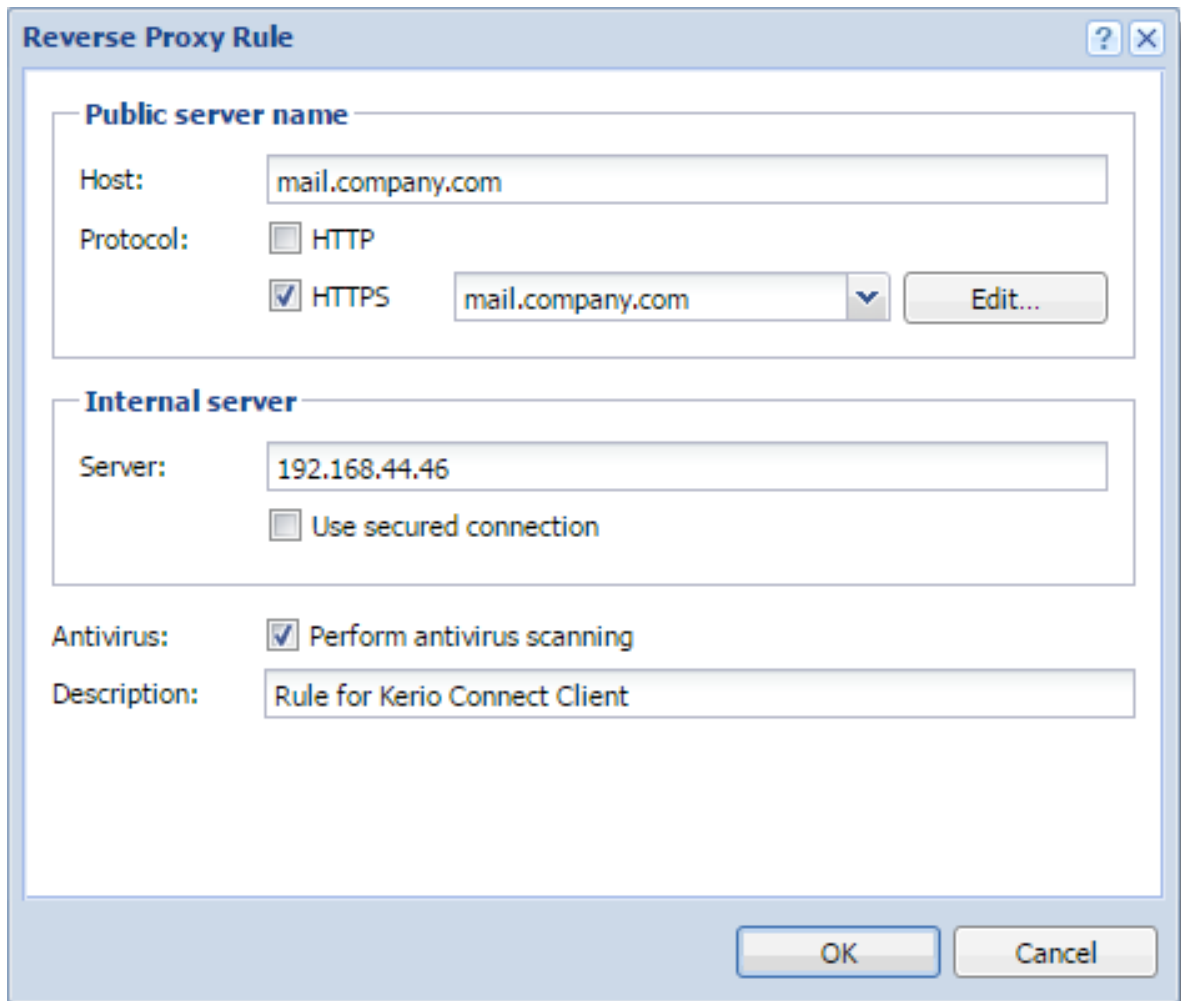 Reverse Proxy Rule
Public server name
Host: mail.company.com
Protocol: HTTP
HTTPS mail.company.com Edit...
Internal server
Server: 192.168.44.46
Use secured connection
Antivirus: Perform antivirus scanning
Description: Rule for Kerio Connect Client
OK Cancel